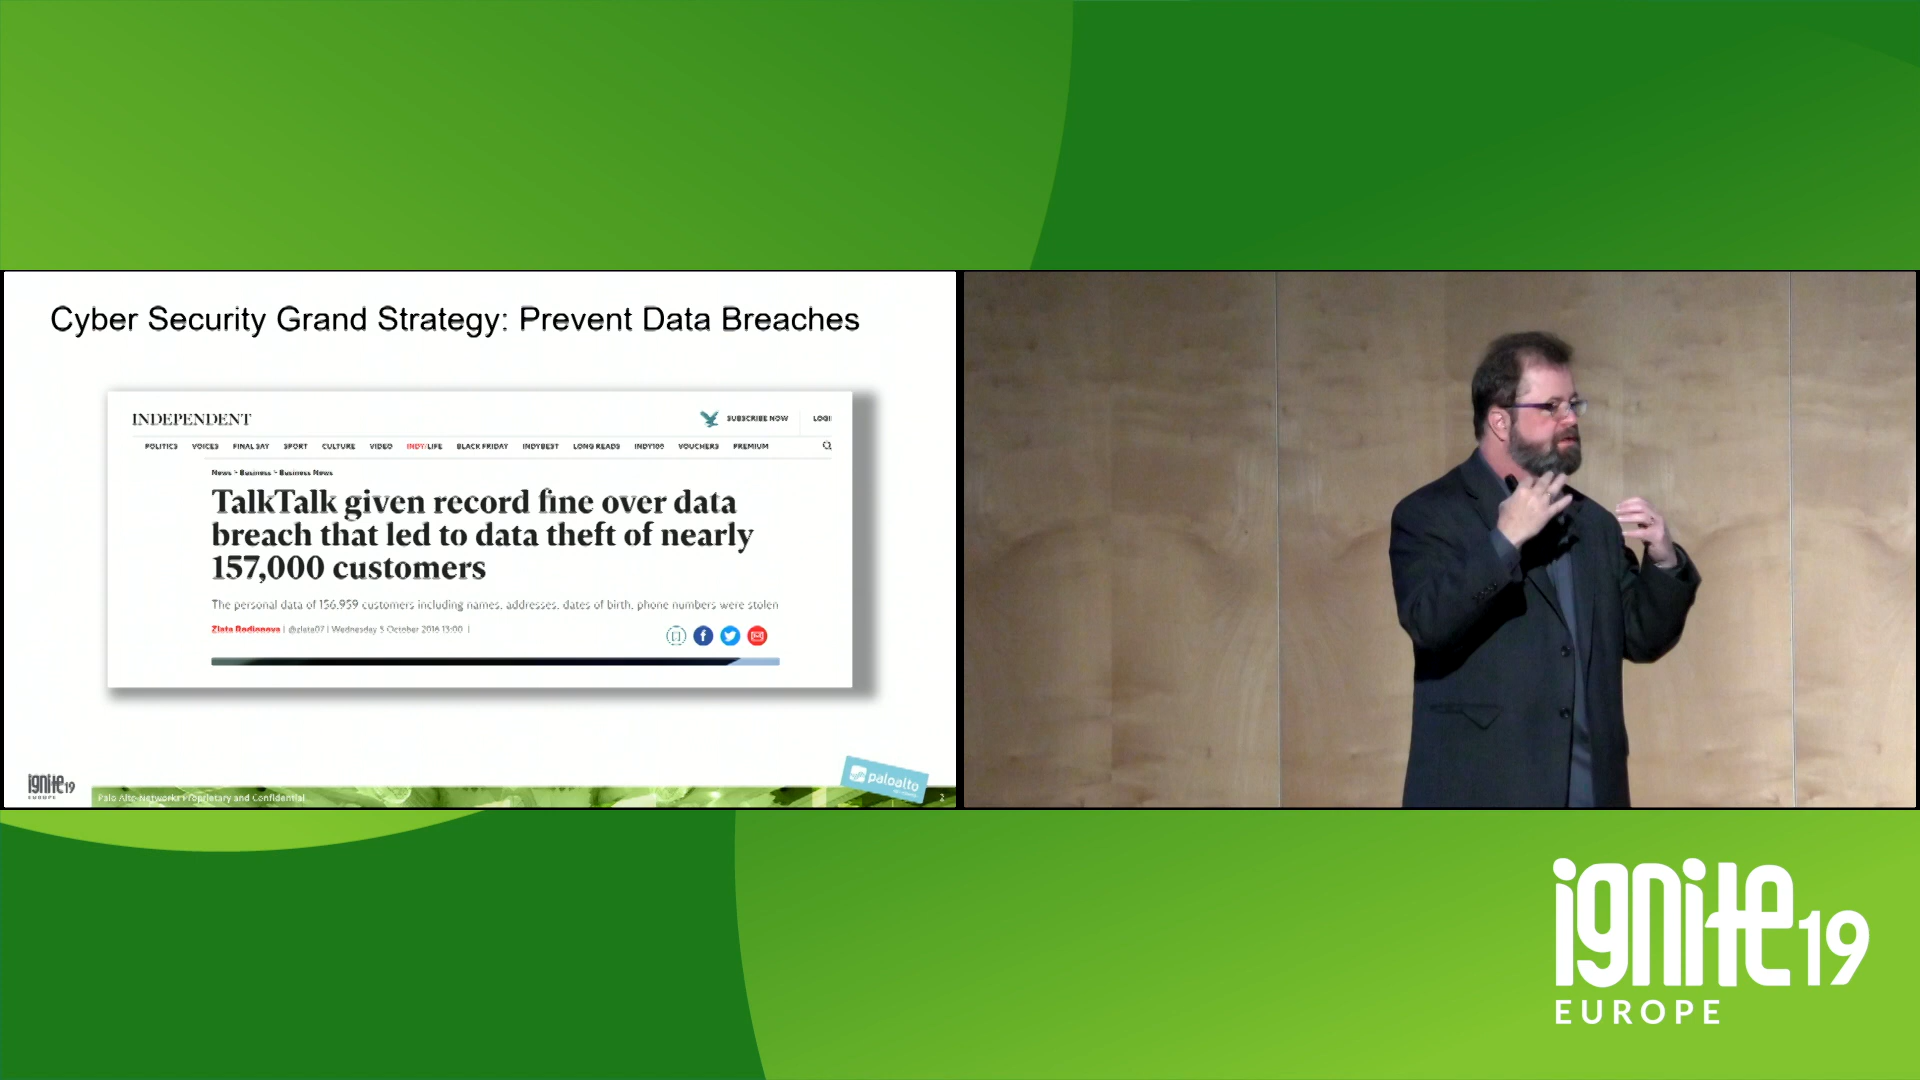 Cyber Security Grand Strategy: Prevent Data Breaches
INDEPENDENT
SUBSCRIBE NOW
LOGI
POLITICS VOICES FINAL SAY SPORT CULTURE VIDEO INDY/LIFE BLACK FRIDAY INDYBEST LONG READS INDY100 VOUCHERS PREMIUM
News > Business > Business News
TalkTalk given record fine over data
breach that led to data theft of nearly
157,000 customers
The personal data of 156,959 customers including names, addresses, dates of birth, phone numbers were stolen
Zlata Rodionova | @zlata07 | Wednesday 5 October 2016 13:00 |
ignite19
EUROPE
Palo Alto Networks Proprietary and Confidential
paloalto
2
ignite19
EUROPE